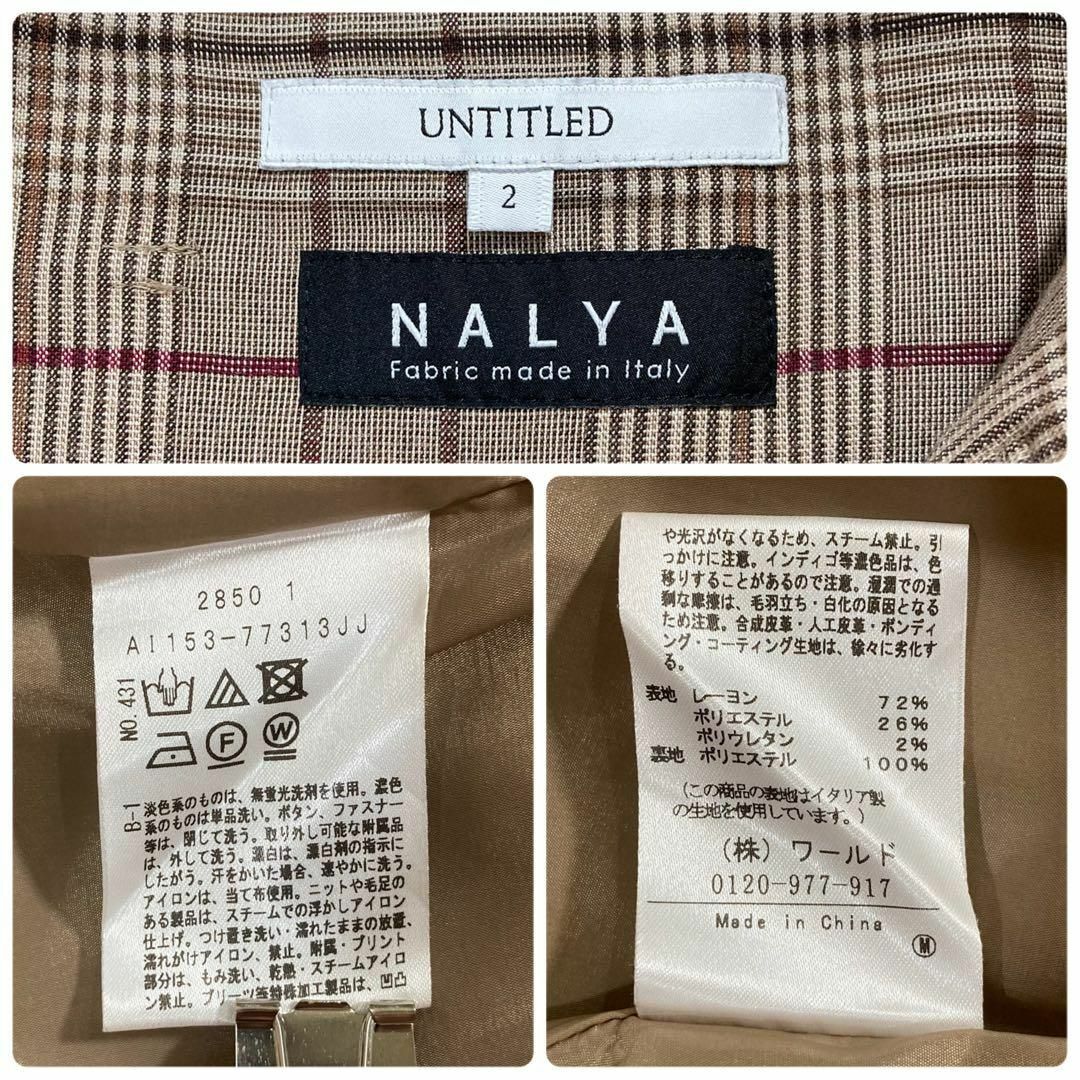 UNTITLED
2
NALYA
Fabric made in Italy
2850 1
AI153-77313JJ
NO.431
F
W
B-1
淡色系のものは、無蛍光洗剤を使用。濃色
系のものは単品洗い。ボタン、ファスナー
等は、閉じて洗う。取り外し可能な附属品
は、外して洗う。漂白は、漂白剤の指示に
したがう。汗をかいた場合、速やかに洗う。
アイロンは、当て布使用。ニットや毛足の
ある製品は、スチームでの浮かしアイロン
仕上げ。つけ置き洗い・濡れたままの放置、
濡れがけアイロン、禁止。附属・プリント
部分は、もみ洗い、乾熱・スチームアイロ
ン禁止。プリーツ等特殊加工製品は、凹凸
や光沢がなくなるため、スチーム禁止。引
っかけに注意。インディゴ等濃色品は、色
移りすることがあるので注意。湿潤での過
剰な摩擦は、毛羽立ち・白化の原因となる
ため注意。合成皮革・人工皮革・ボンディ
ング・コーティング生地は、徐々に劣化す
る。
表地 レーヨン 72%
ポリエステル 26%
ポリウレタン 2%
裏地 ポリエステル 100%
(この商品の表地はイタリア製
の生地を使用しています。)
(株)ワールド
0120-977-917
Made in China
M